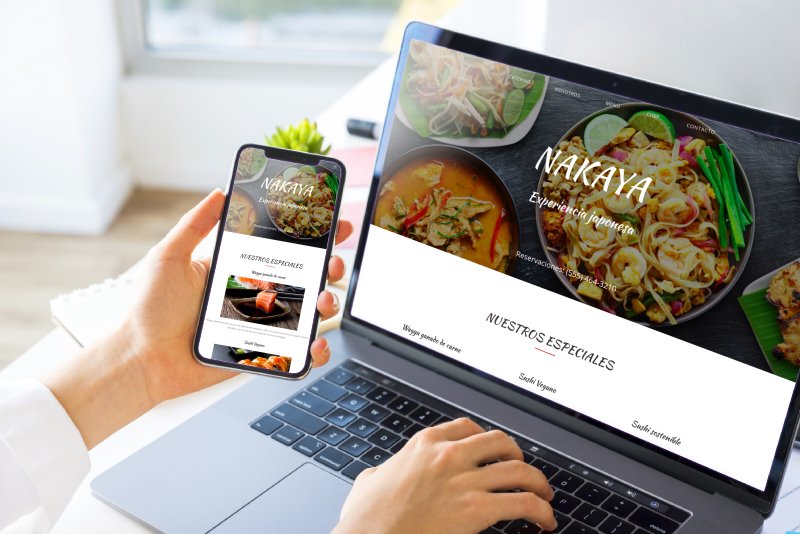 NAKAYA
Experiencia japonesa
NUESTROS ESPECIALES
Wagyu ganado de carne
Sushi Vegano
CATERING
NOSOTROS
MENÚ
CHEF
CONTACTO
NAKAYA
Experiencia japonesa
Reservaciones: (555) 464-3210
NUESTROS ESPECIALES
Wagyu ganado de carne
Sushi Vegano
Sushi sostenible